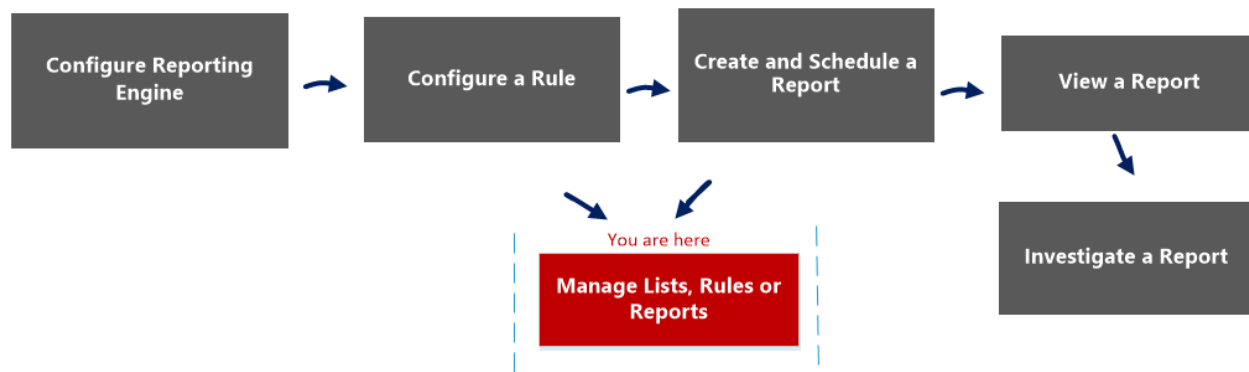 Configure Reporting
Engine
Configure a Rule
Create and Schedule a
Report
View a Report
You are here
Manage Lists, Rules or
Reports
Investigate a Report